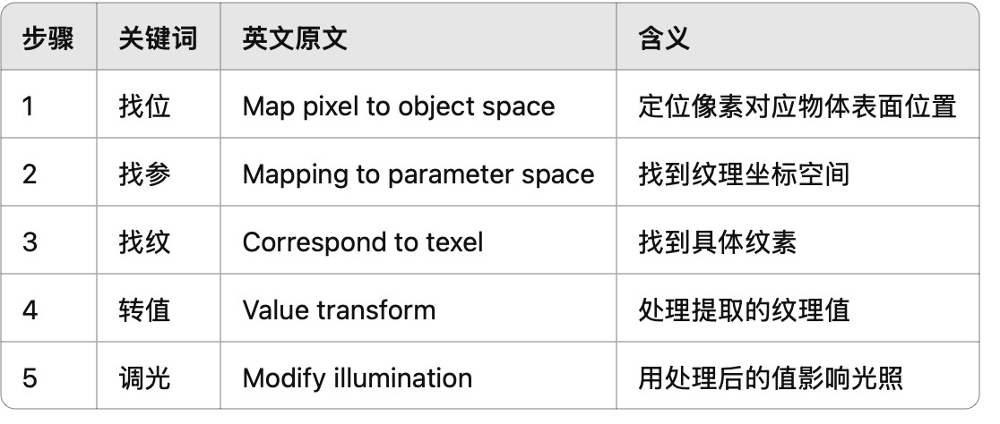 步骤 关键词 英文原文 含义
1 找位 Map pixel to object space 定位像素对应物体表面位置
2 找参 Mapping to parameter space 找到纹理坐标空间
3 找纹 Correspond to texel 找到具体纹素
4 转值 Value transform 处理提取的纹理值
5 调光 Modify illumination 用处理后的值影响光照